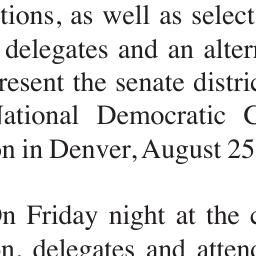 tions, as well as select
delegates and an altern
resent the senate distric
National Democratic C
on in Denver, August 25
On Friday night at the c
on, delegates and attend